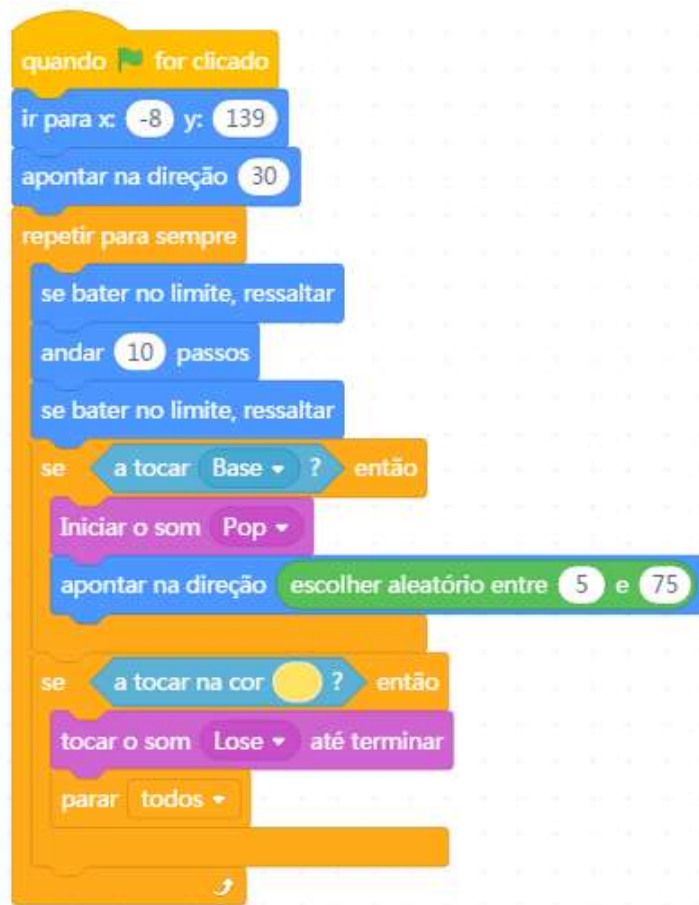 quando for clicado
ir para x: -8 y: 139
apontar na direção 30
repetir para sempre
se bater no limite, ressaltar
andar 10 passos
se bater no limite, ressaltar
se a tocar Base ? então
Iniciar o som Pop
apontar na direção escolher aleatório entre 5 e 75
se a tocar na cor ? então
tocar o som Lose até terminar
parar todos